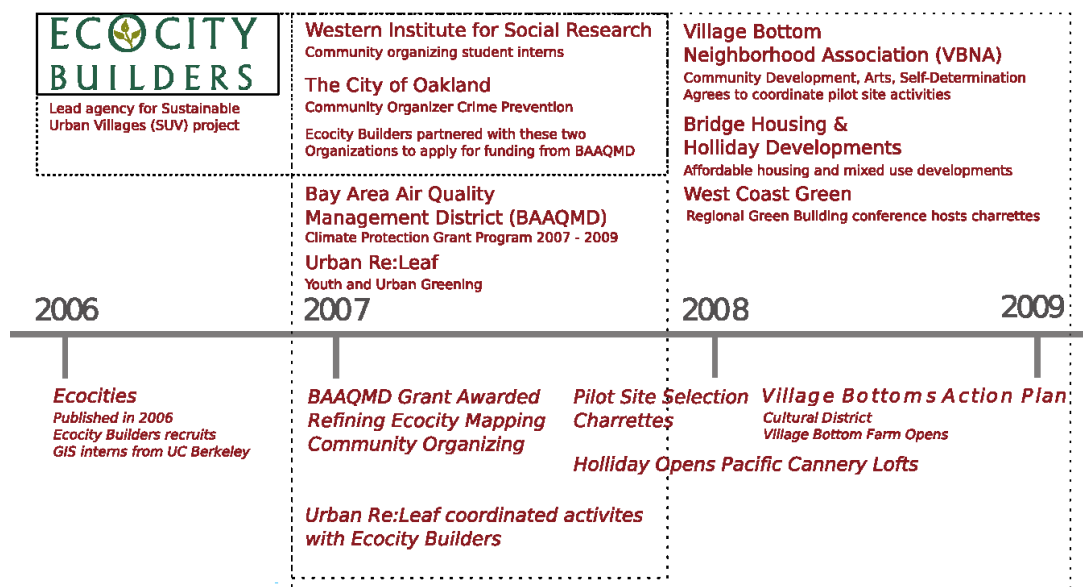 ECOCITY
BUILDERS
Lead agency for Sustainable
Urban Villages (SUV) project
Western Institute for Social Research
Community organizing student interns
The City of Oakland
Community Organizer Crime Prevention
Ecocity Builders partnered with these two
Organizations to apply for funding from BAAQMD
Bay Area Air Quality
Management District (BAAQMD)
Climate Protection Grant Program 2007 - 2009
Urban Re:Leaf
Youth and Urban Greening
Village Bottom
Neighborhood Association (VBNA)
Community Development, Arts, Self-Determination
Agrees to coordinate pilot site activities
Bridge Housing &
Holliday Developments
Affordable housing and mixed use developments
West Coast Green
Regional Green Building conference hosts charrettes
2006
2007
2008
2009
Ecocities
Published in 2006
Ecocity Builders recruits
GIS interns from UC Berkeley
BAAQMD Grant Awarded
Refining Ecocity Mapping
Community Organizing
Urban Re:Leaf coordinated activites
with Ecocity Builders
Pilot Site Selection
Charrettes
Holliday Opens Pacific Cannery Lofts
Village Bottoms Action Plan
Cultural District
Village Bottom Farm Opens